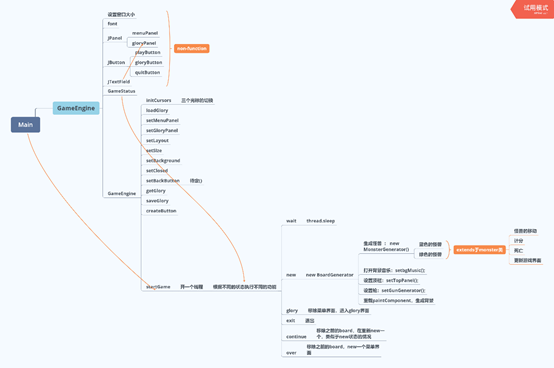 试用模式
设置窗口大小
font
JPanel
menuPanel
gloryPanel
JButton
playButton
gloryButton
quitButton
JTextField
GameStatus
non-function
Main
GameEngine
GameEngine
initCursors 三个光标的切换
loadGlory
setMenuPanel
setGloryPanel
setLayout
setSize
setBackground
setClosed
setBackButton 待会()
getGlory
saveGlory
createButton
startGame 开一个线程 根据不同的状态执行不同的功能
wait thread.sleep
new new BoardGenerator
生成怪兽： new
MonsterGenerator()
蓝色的怪兽
绿色的怪兽
extends于monster类
怪兽的移动
计分
死亡
更新游戏界面
打开背景音乐：setbgMusic();
设置顶栏：setTopPanel();
设置枪：setGunGenerator();
重载paintComponent，生成背景
glory 移除菜单界面，进入glory界面
exit 退出
continue
移除之前的board，在重新new一
个，类似于new状态的情况
over
移除之前的board，new一个菜单界
面